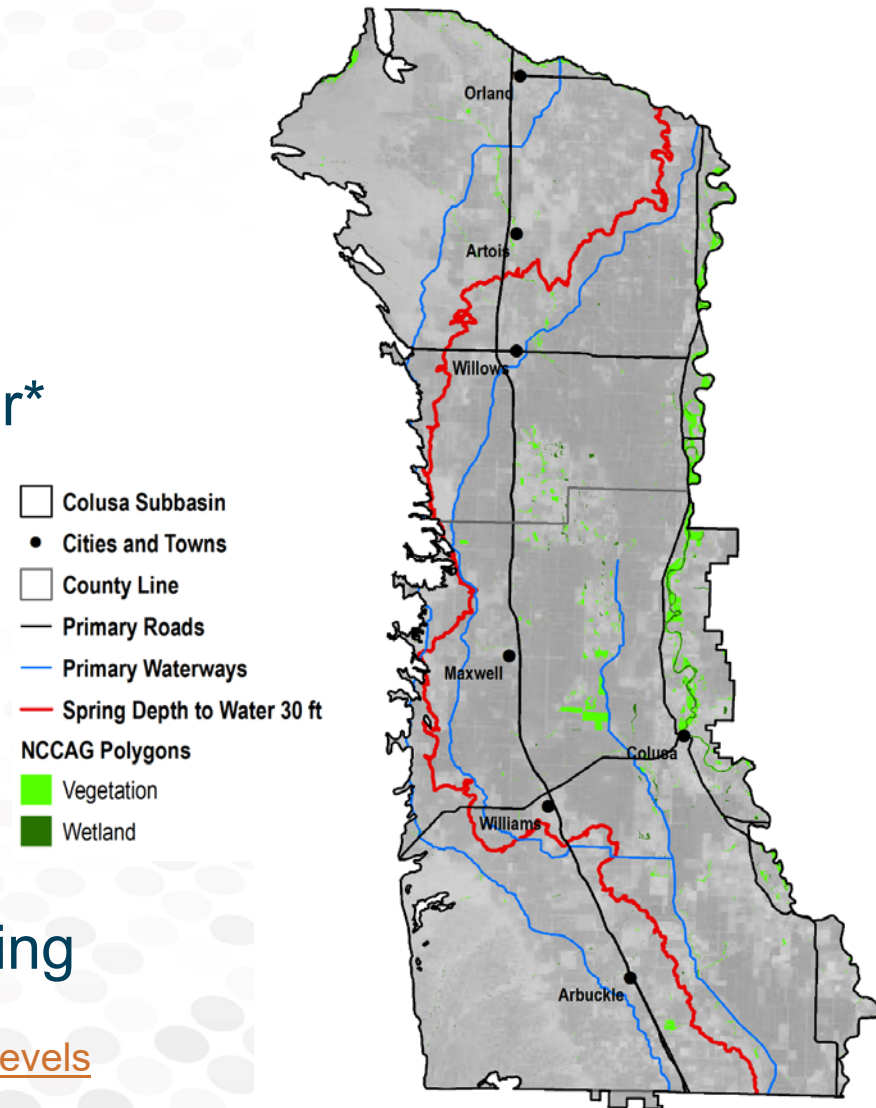 r*
Colusa Subbasin
Cities and Towns
County Line
Primary Roads
Primary Waterways
Spring Depth to Water 30 ft
NCCAG Polygons
Vegetation
Wetland
ing
evels
Orland
Artois
Willows
Maxwell
Colusa
Williams
Arbuckle